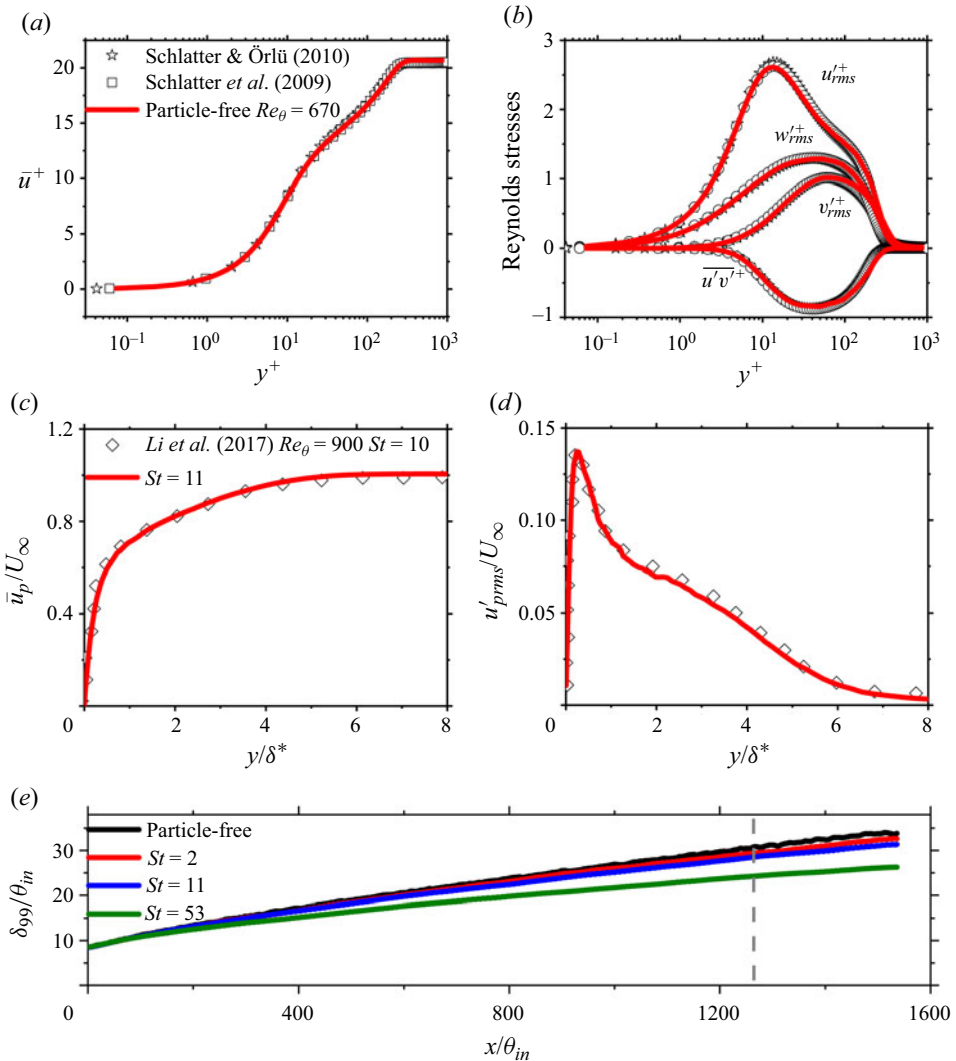 (a)
Schlatter & Örlü (2010)
Schlatter et al. (2009)
Particle-free Reθ = 670
20
15
10
5
0
ū⁺
10⁻¹ 10⁰ 10¹ 10² 10³
y⁺
(b)
3
2
1
0
−1
Reynolds stresses
u′⁺rms
w′⁺rms
v′⁺rms
u′v′⁺
10⁻¹ 10⁰ 10¹ 10² 10³
y⁺
(c)
Li et al. (2017) Reθ = 900 St = 10
St = 11
1.2
0.8
0.4
ūp/U∞
0 2 4 6 8
y/δ*
(d)
0.15
0.10
0.05
u′prms/U∞
0 2 4 6 8
y/δ*
(e)
Particle-free
St = 2
St = 11
St = 53
30
20
10
δ99/θin
0 400 800 1200 1600
x/θin